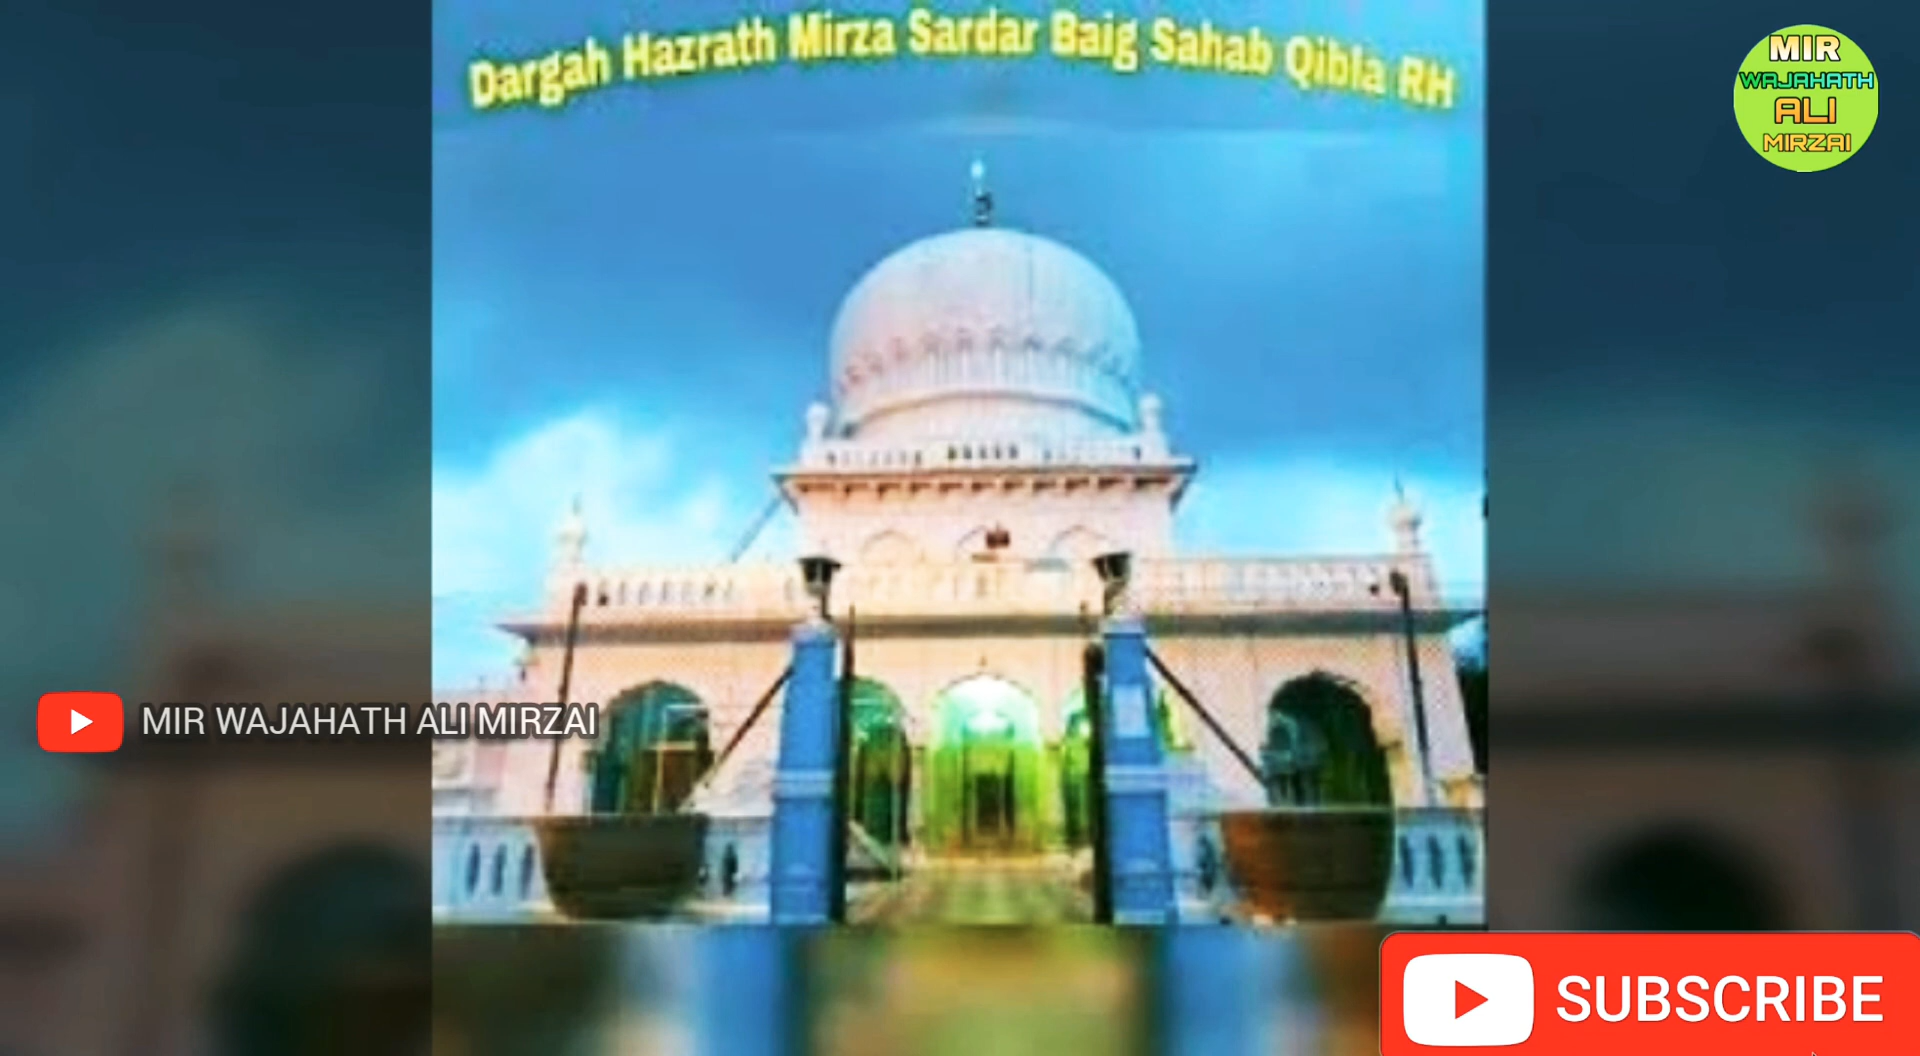 Dargah Hazrath Mirza Sardar Baig Sahab Qibla RH
MIR
WAJAHATH
ALI
MIRZAI
MIR WAJAHATH ALI MIRZAI
SUBSCRIBE